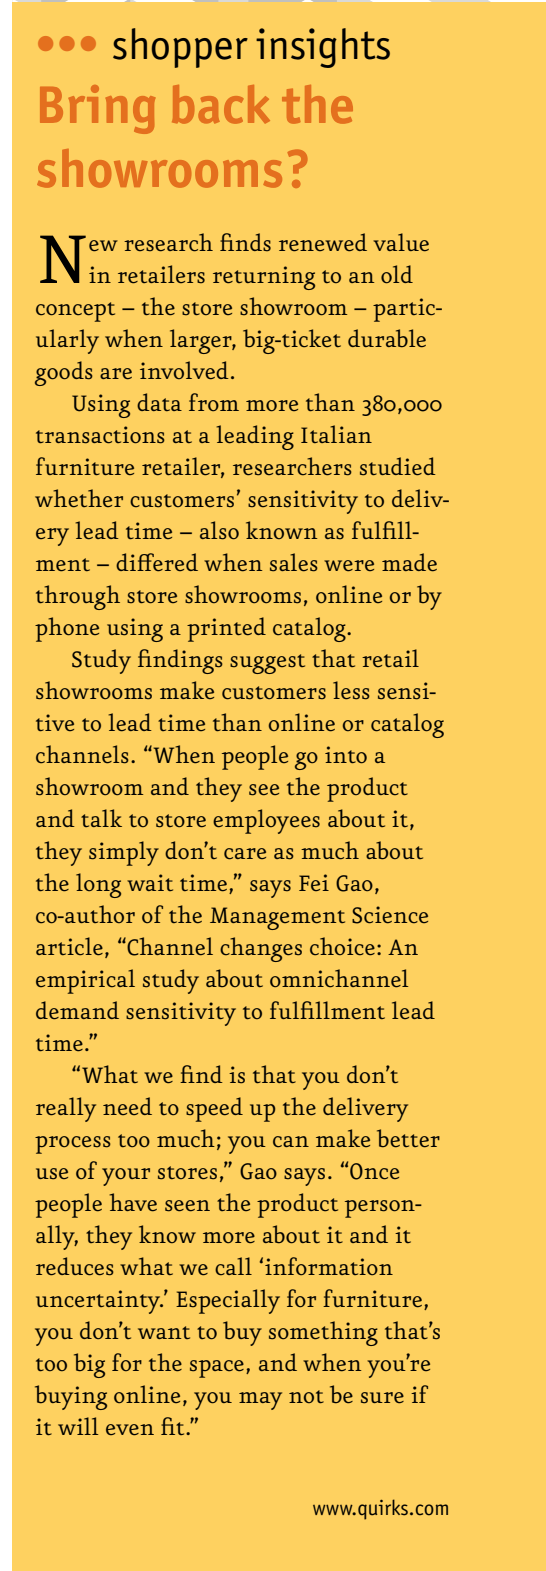 ••• shopper insights
Bring back the
showrooms?
New research finds renewed value
in retailers returning to an old
concept – the store showroom – partic-
ularly when larger, big-ticket durable
goods are involved.
Using data from more than 380,000
transactions at a leading Italian
furniture retailer, researchers studied
whether customers’ sensitivity to deliv-
ery lead time – also known as fulfill-
ment – differed when sales were made
through store showrooms, online or by
phone using a printed catalog.
Study findings suggest that retail
showrooms make customers less sensi-
tive to lead time than online or catalog
channels. “When people go into a
showroom and they see the product
and talk to store employees about it,
they simply don’t care as much about
the long wait time,” says Fei Gao,
co-author of the Management Science
article, “Channel changes choice: An
empirical study about omnichannel
demand sensitivity to fulfillment lead
time.”
“What we find is that you don’t
really need to speed up the delivery
process too much; you can make better
use of your stores,” Gao says. “Once
people have seen the product person-
ally, they know more about it and it
reduces what we call ‘information
uncertainty.’ Especially for furniture,
you don’t want to buy something that’s
too big for the space, and when you’re
buying online, you may not be sure if
it will even fit.”
www.quirks.com